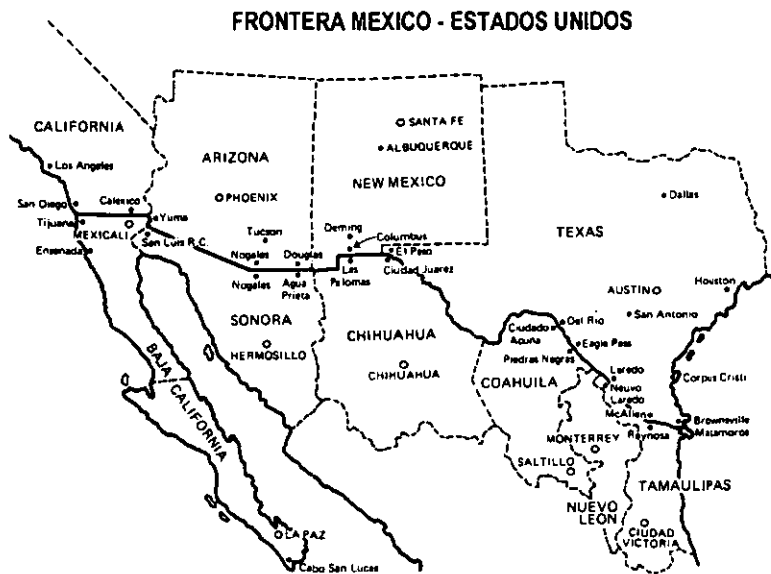 FRONTERA MEXICO - ESTADOS UNIDOS
CALIFORNIA
Los Angeles
San Diego
Calexico
Tijuana
MEXICALI
Yuma
San Luis R.C.
Ensenada
ARIZONA
PHOENIX
Tucson
Nogales
Douglas
Nogales
Agua
Prieta
SANTA FE
ALBUQUERQUE
NEW MEXICO
Deming
Columbus
El Paso
Las
Palomas
Ciudad Juarez
Dallas
TEXAS
AUSTIN
Houston
San Antonio
Del Rio
Ciudado
Acuña
Eagle Pass
Piedras Negras
Laredo
Neuvo
Laredo
Corpus Cristi
McAllen
Reynosa
Brownsville
Matamoros
SONORA
HERMOSILLO
CHIHUAHUA
CHIHUAHUA
COAHUILA
MONTERREY
SALTILLO
NUEVO
LEON
TAMAULIPAS
CIUDAD
VICTORIA
BAJA CALIFORNIA
LA PAZ
Cabo San Lucas